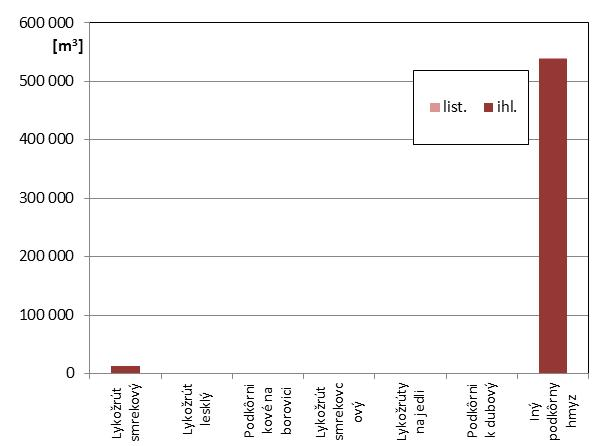 600 000
[m³]
500 000
400 000
300 000
200 000
100 000
0
list.
ihl.
Lykožrút
smrekový
Lykožrút
lesklý
Podkôrni
kové na
borovici
Lykožrút
smrekovc
ový
Lykožrúty
na jedli
Podkôrni
k dubový
Iný
podkôrny
hmyz